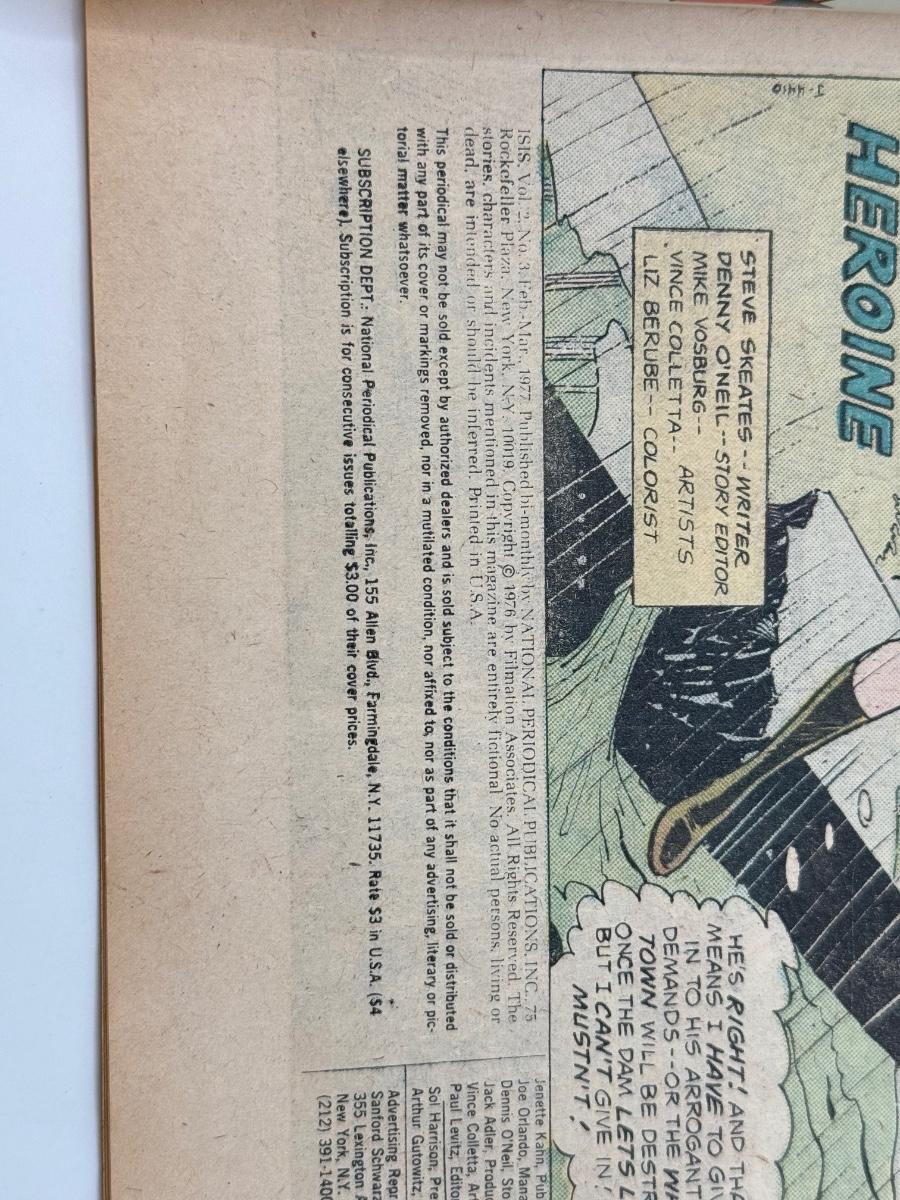 HEROINE
J-4410
STEVE SKEATES -- WRITER
DENNY O'NEIL -- STORY EDITOR
MIKE VOSBURG --
VINCE COLLETTA -- ARTISTS
LIZ BERUBE -- COLORIST
HE'S RIGHT! AND TH
MEANS I HAVE TO GI
IN TO HIS ARROGANT
DEMANDS -- OR THE
TOWN WILL BE DESTR
ONCE THE DAM LETS L
BUT I CAN'T GIVE IN!
MUSTN'T!
ISIS, Vol. 2, No. 3, Feb.-Mar., 1977. Published bi-monthly by NATIONAL PERIODICAL PUBLICATIONS, INC., 75
Rockefeller Plaza, New York, N.Y. 10019. Copyright © 1976 by Filmation Associates. All Rights Reserved. The
stories, characters and incidents mentioned in this magazine are entirely fictional. No actual persons, living or
dead, are intended or should be inferred. Printed in U.S.A.
This periodical may not be sold except by authorized dealers and is sold subject to the conditions that it shall not be sold or distributed
with any part of its cover or markings removed, nor in a mutilated condition, nor affixed to, nor as part of any advertising, literary or pic-
torial matter whatsoever.
SUBSCRIPTION DEPT.: National Periodical Publications, Inc., 155 Allen Blvd., Farmingdale, N.Y. 11735. Rate $3 in U.S.A. ($4
elsewhere). Subscription is for consecutive issues totalling $3.00 of their cover prices.
Jenette Kahn, Pub
Joe Orlando, Mana
Dennis O'Neil, Sto
Jack Adler, Produ
Vince Colletta, Ar
Paul Levitz, Edito
Sol Harrison, Pre
Arthur Gutowitz,
Advertising Repr
Sanford Schwarz
355 Lexington A
New York, N.Y.
(212) 391-140